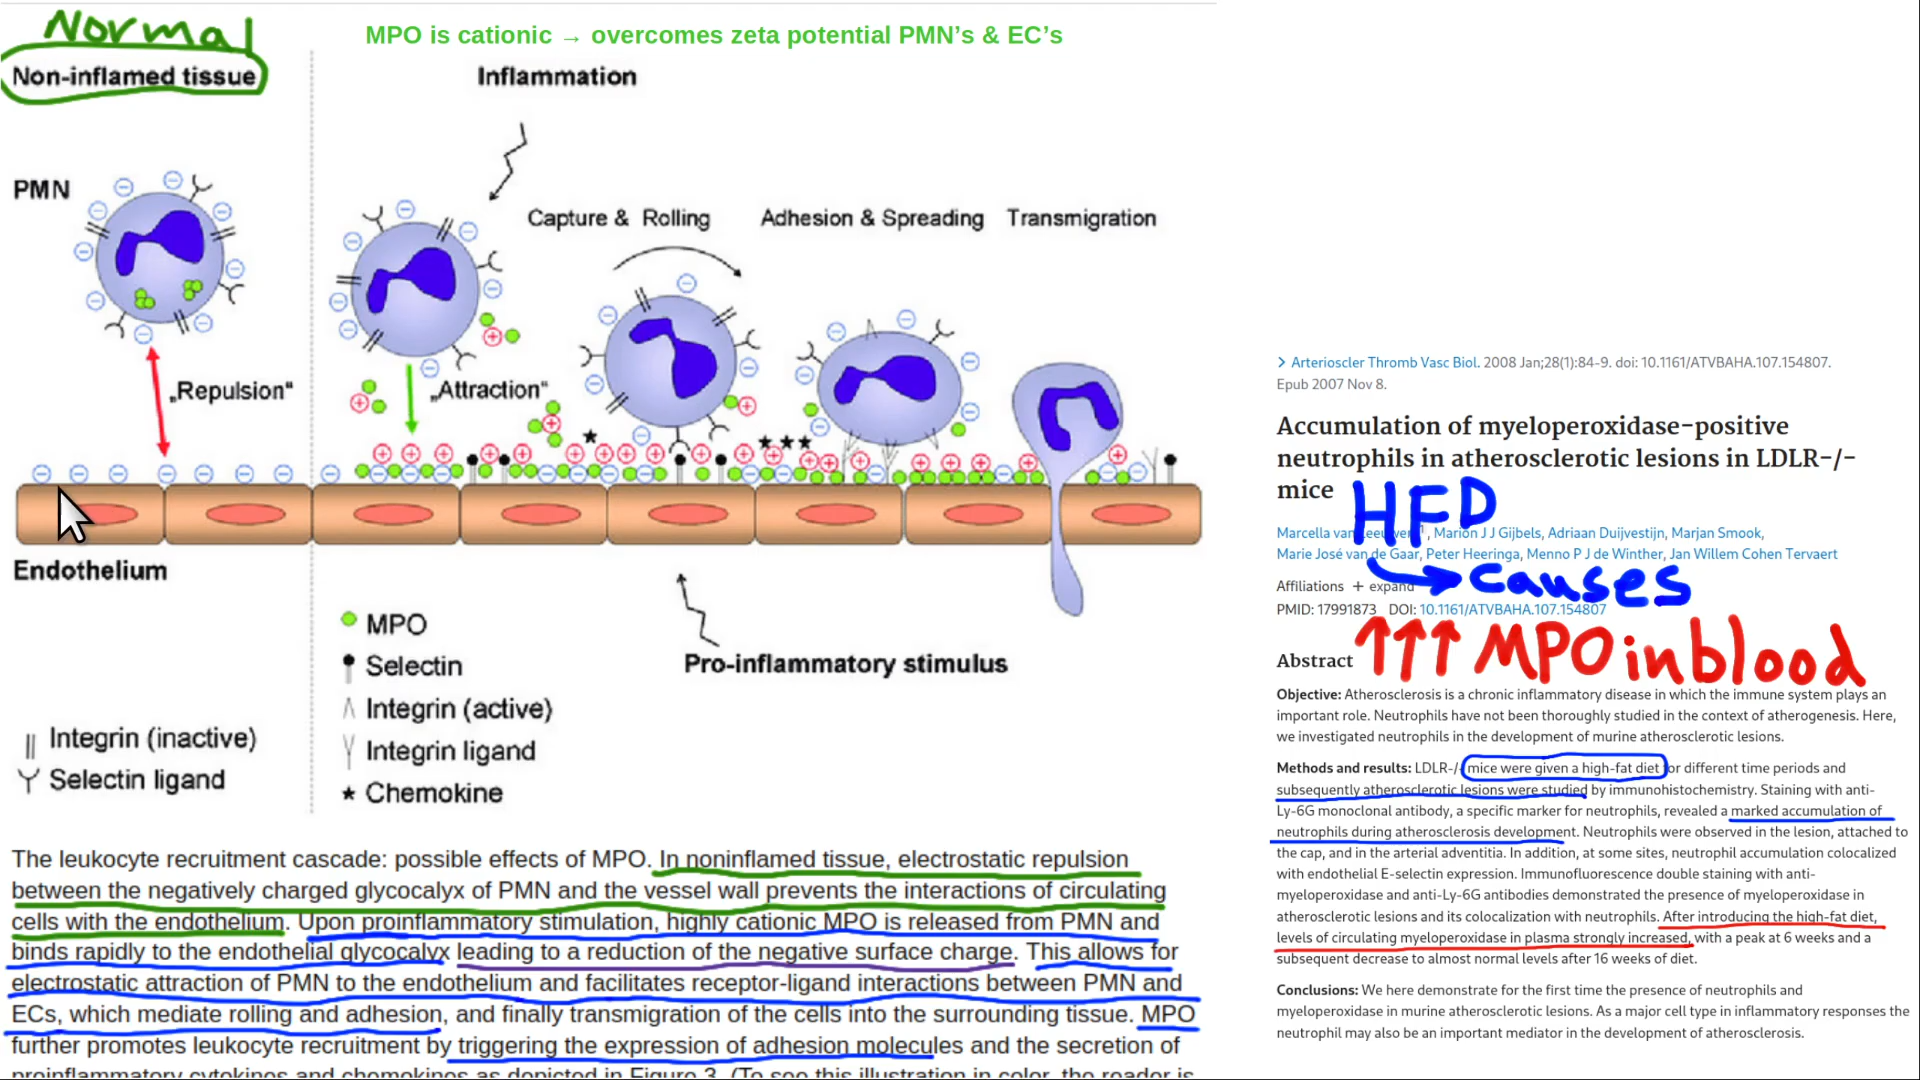 Normal
MPO is cationic → overcomes zeta potential PMN's & EC's
Non-inflamed tissue
Inflammation
PMN
Capture & Rolling
Adhesion & Spreading
Transmigration
„Repulsion“
„Attraction“
Endothelium
MPO
Selectin
Integrin (active)
Integrin ligand
Chemokine
Integrin (inactive)
Selectin ligand
Pro-inflammatory stimulus
The leukocyte recruitment cascade: possible effects of MPO. In noninflamed tissue, electrostatic repulsion
between the negatively charged glycocalyx of PMN and the vessel wall prevents the interactions of circulating
cells with the endothelium. Upon proinflammatory stimulation, highly cationic MPO is released from PMN and
binds rapidly to the endothelial glycocalyx leading to a reduction of the negative surface charge. This allows for
electrostatic attraction of PMN to the endothelium and facilitates receptor-ligand interactions between PMN and
ECs, which mediate rolling and adhesion, and finally transmigration of the cells into the surrounding tissue. MPO
further promotes leukocyte recruitment by triggering the expression of adhesion molecules and the secretion of
proinflammatory cytokines and chemokines as depicted in Figure 3. (To see this illustration in color, the reader is
> Arterioscler Thromb Vasc Biol. 2008 Jan;28(1):84-9. doi: 10.1161/ATVBAHA.107.154807.
Epub 2007 Nov 8.
Accumulation of myeloperoxidase-positive
neutrophils in atherosclerotic lesions in LDLR-/-
mice
HFD
Marcella van , Marion J J Gijbels, Adriaan Duijvestijn, Marjan Smook,
Marie José van de Gaar, Peter Heeringa, Menno P J de Winther, Jan Willem Cohen Tervaert
→ causes
Affiliations + expand
PMID: 17991873 DOI: 10.1161/ATVBAHA.107.154807
↑↑↑ MPO in blood
Abstract
Objective: Atherosclerosis is a chronic inflammatory disease in which the immune system plays an
important role. Neutrophils have not been thoroughly studied in the context of atherogenesis. Here,
we investigated neutrophils in the development of murine atherosclerotic lesions.
Methods and results: LDLR-/- mice were given a high-fat diet for different time periods and
subsequently atherosclerotic lesions were studied by immunohistochemistry. Staining with anti-
Ly-6G monoclonal antibody, a specific marker for neutrophils, revealed a marked accumulation of
neutrophils during atherosclerosis development. Neutrophils were observed in the lesion, attached to
the cap, and in the arterial adventitia. In addition, at some sites, neutrophil accumulation colocalized
with endothelial E-selectin expression. Immunofluorescence double staining with anti-
myeloperoxidase and anti-Ly-6G antibodies demonstrated the presence of myeloperoxidase in
atherosclerotic lesions and its colocalization with neutrophils. After introducing the high-fat diet,
levels of circulating myeloperoxidase in plasma strongly increased, with a peak at 6 weeks and a
subsequent decrease to almost normal levels after 16 weeks of diet.
Conclusions: We here demonstrate for the first time the presence of neutrophils and
myeloperoxidase in murine atherosclerotic lesions. As a major cell type in inflammatory responses the
neutrophil may also be an important mediator in the development of atherosclerosis.